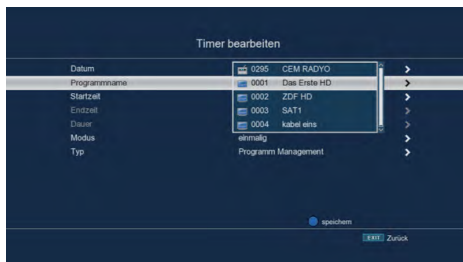 Timer bearbeiten
Datum 0295 CEM RADYO
Programmname 0001 Das Erste HD
Startzeit 0002 ZDF HD
Endzeit 0003 SAT1
Dauer 0004 kabel eins
Modus einmalig
Typ Programm Management
speichern
EXIT Zurück